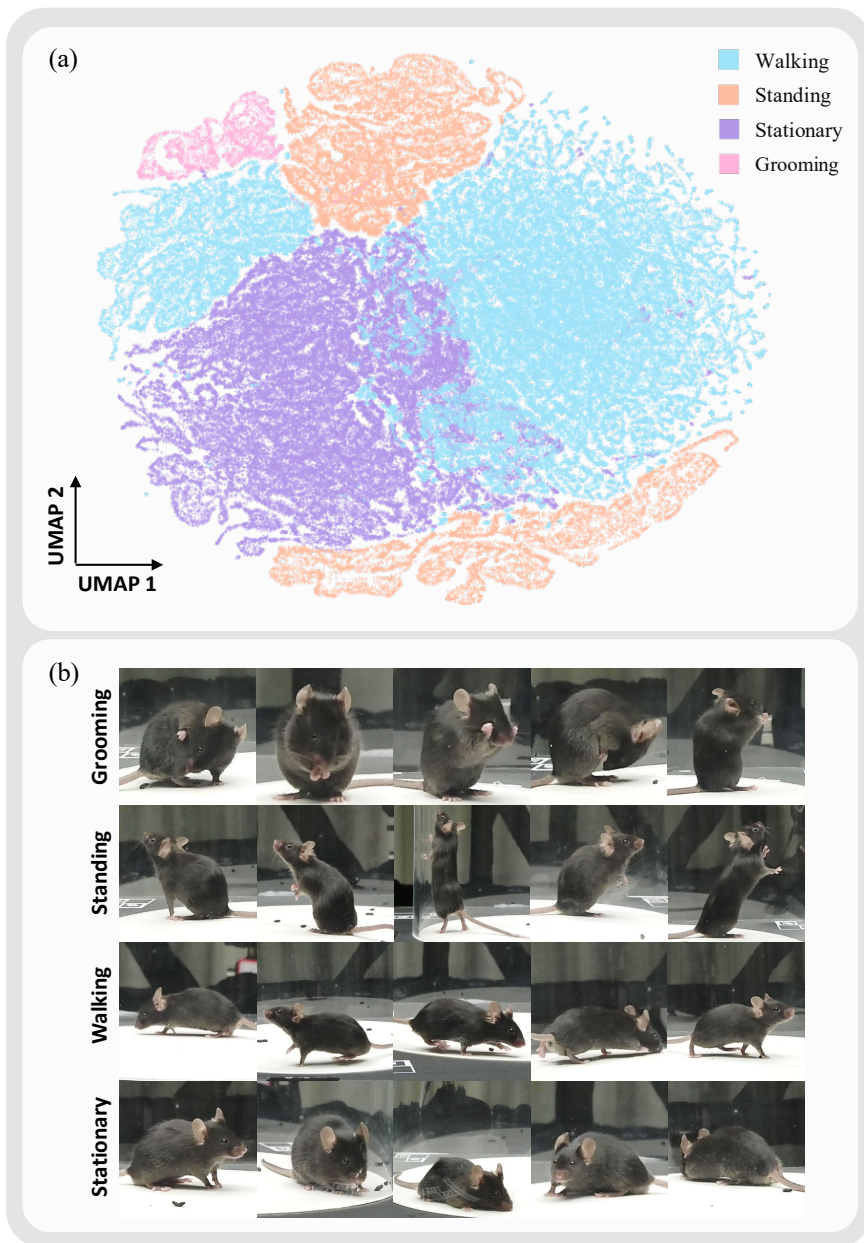 (a)
Walking
Standing
Stationary
Grooming
UMAP 2
UMAP 1
(b)
Grooming
Standing
Walking
Stationary